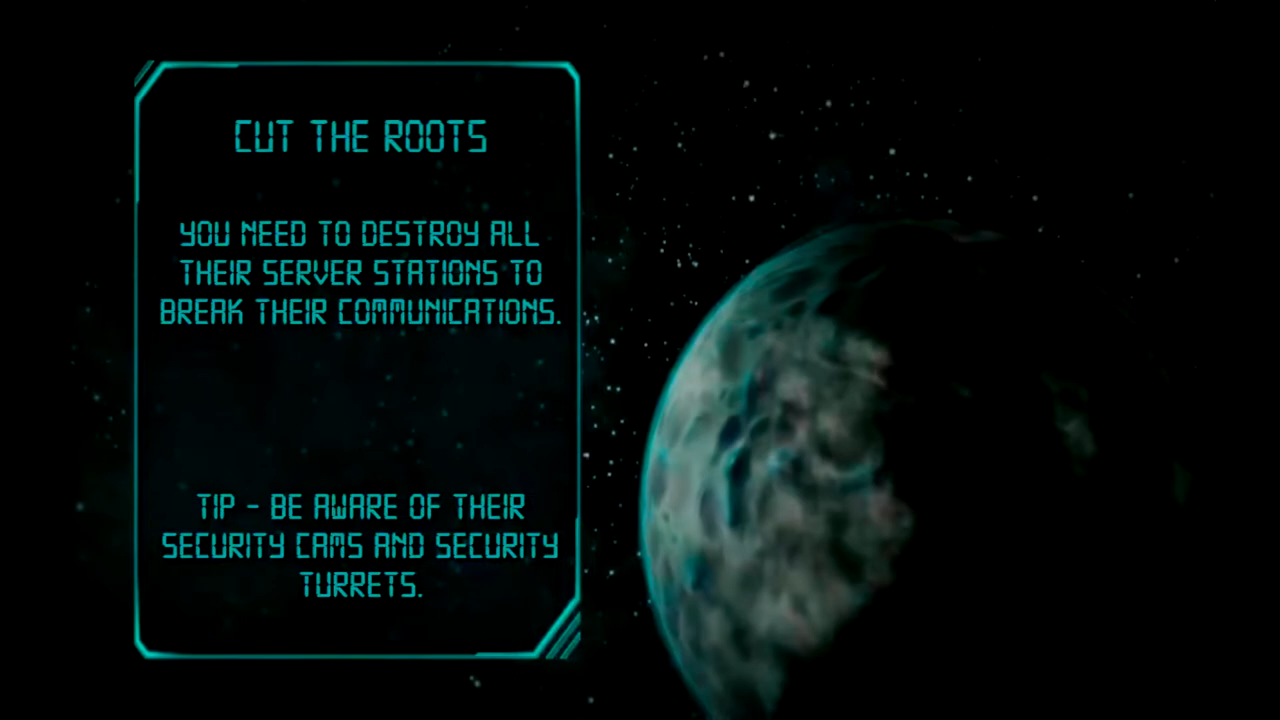 CUT THE ROOTS
YOU NEED TO DESTROY ALL
THEIR SERVER STATIONS TO
BREAK THEIR COMMUNICATIONS.
TIP - BE AWARE OF THEIR
SECURITY CAMS AND SECURITY
TURRETS.